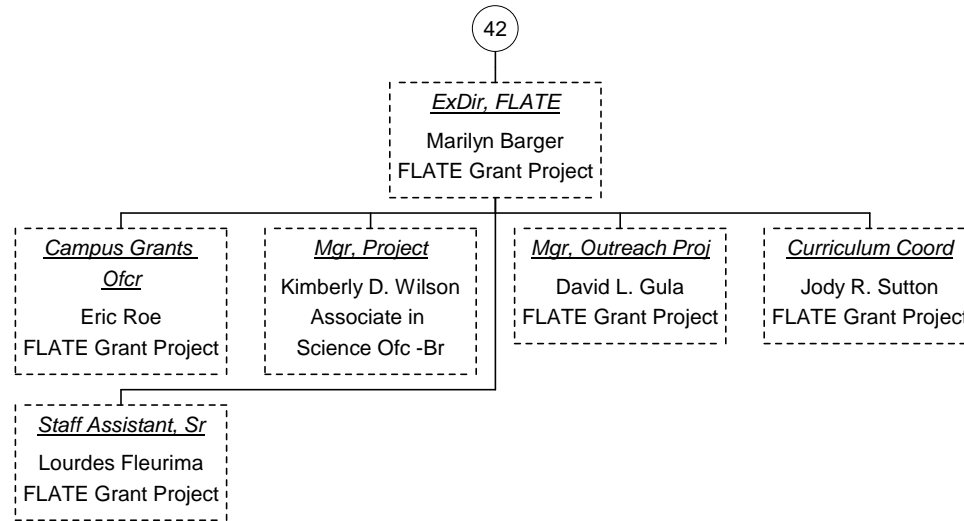 42
ExDir, FLATE
Marilyn Barger
FLATE Grant Project
Campus Grants
Ofcr
Eric Roe
FLATE Grant Project
Mgr, Project
Kimberly D. Wilson
Associate in
Science Ofc -Br
Mgr, Outreach Proj
David L. Gula
FLATE Grant Project
Curriculum Coord
Jody R. Sutton
FLATE Grant Project
Staff Assistant, Sr
Lourdes Fleurima
FLATE Grant Project